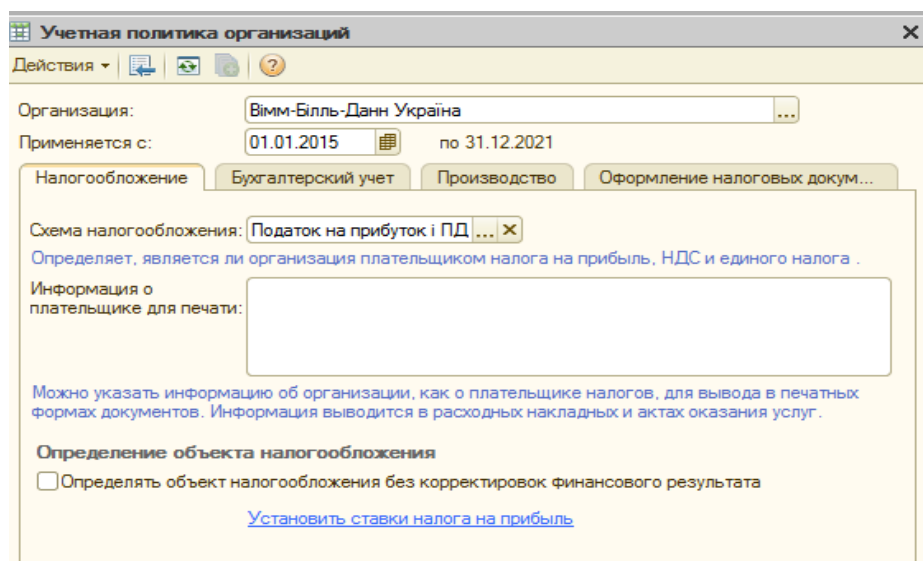 Учетная политика организаций
Действия
Организация: Вімм-Білль-Данн Україна ...
Применяется с: 01.01.2015 по 31.12.2021
Налогообложение Бухгалтерский учет Производство Оформление налоговых докум...
Схема налогообложения: Податок на прибуток і ПД ...
Определяет, является ли организация плательщиком налога на прибыль, НДС и единого налога .
Информация о
плательщике для печати:
Можно указать информацию об организации, как о плательщике налогов, для вывода в печатных
формах документов. Информация выводится в расходных накладных и актах оказания услуг.
Определение объекта налогообложения
Определять объект налогообложения без корректировок финансового результата
Установить ставки налога на прибыль